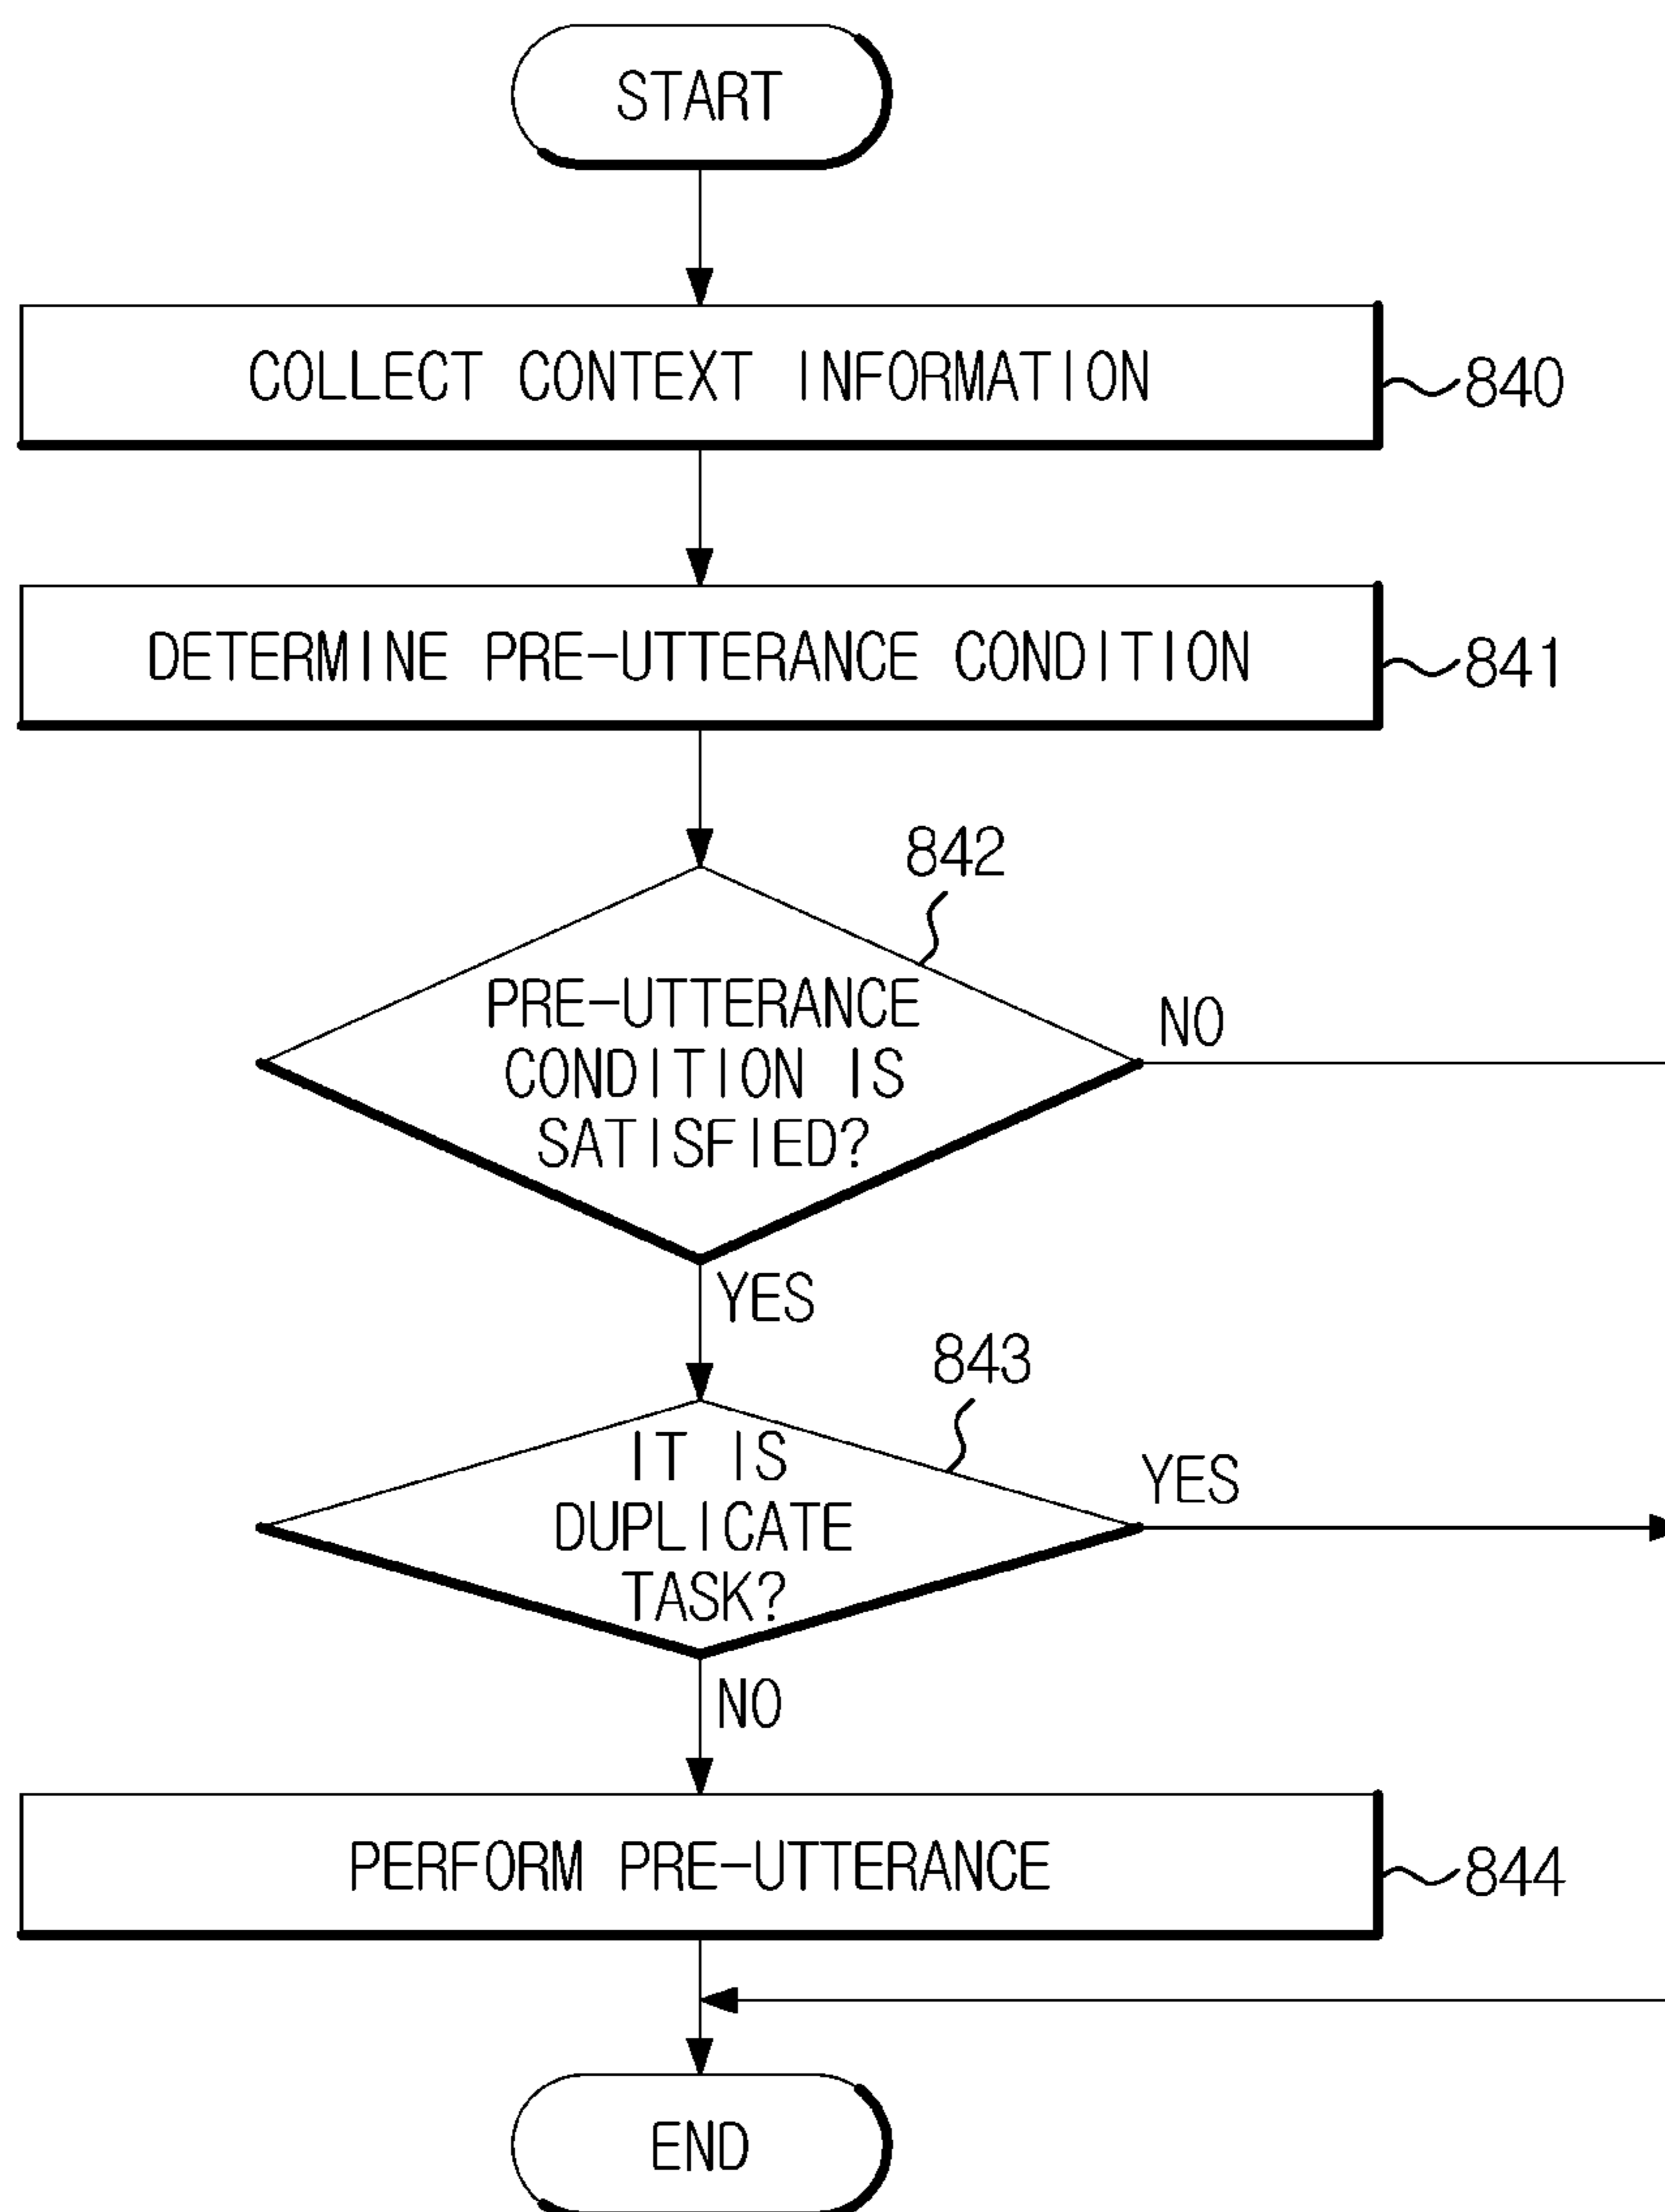 START
COLLECT CONTEXT INFORMATION
840
DETERMINE PRE-UTTERANCE CONDITION
841
842
PRE-UTTERANCE
CONDITION IS
SATISFIED?
NO
YES
843
IT IS
DUPLICATE
TASK?
YES
NO
PERFORM PRE-UTTERANCE
844
END